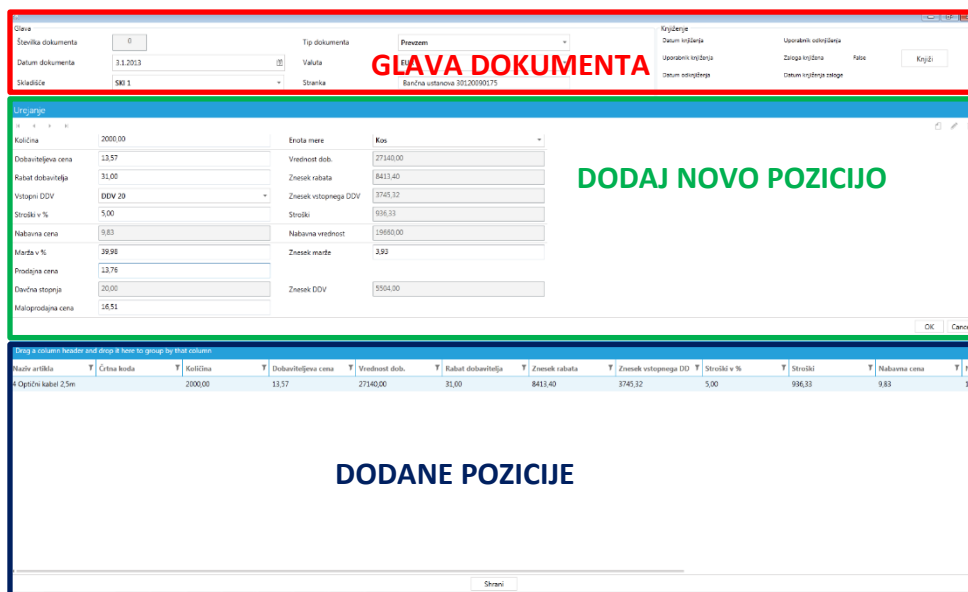 Glava
Številka dokumenta 0 Tip dokumenta Prevzem
Datum dokumenta 3.1.2013 Valuta EU
Skladišče SKl 1 Stranka Bančna ustanova 30120090175
GLAVA DOKUMENTA
Knjiženje
Datum knjiženja Uporabnik odknjiženja
Uporabnik knjiženja Zaloga knjižena False Knjiži
Datum odknjiženja Datum knjiženja zaloge
Urejanje
Količina 2000,00 Enota mere Kos
Dobaviteljeva cena 13,57 Vrednost dob. 27140,00
Rabat dobavitelja 31,00 Znesek rabata 8413,40
Vstopni DDV DDV 20 Znesek vstopnega DDV 3745,32
Stroški v % 5,00 Stroški 936,33
Nabavna cena 9,83 Nabavna vrednost 19660,00
Marža v % 39,98 Znesek marže 3,93
Prodajna cena 13,76
Davčna stopnja 20,00 Znesek DDV 5504,00
Maloprodajna cena 16,51
DODAJ NOVO POZICIJO
OK Cance
Drag a column header and drop it here to group by that column
Naziv artikla Črtna koda Količina Dobaviteljeva cena Vrednost dob. Rabat dobavitelja Znesek rabata Znesek vstopnega DD Stroški v % Stroški Nabavna cena N
4 Optični kabel 2,5m 2000,00 13,57 27140,00 31,00 8413,40 3745,32 5,00 936,33 9,83 1
DODANE POZICIJE
Shrani